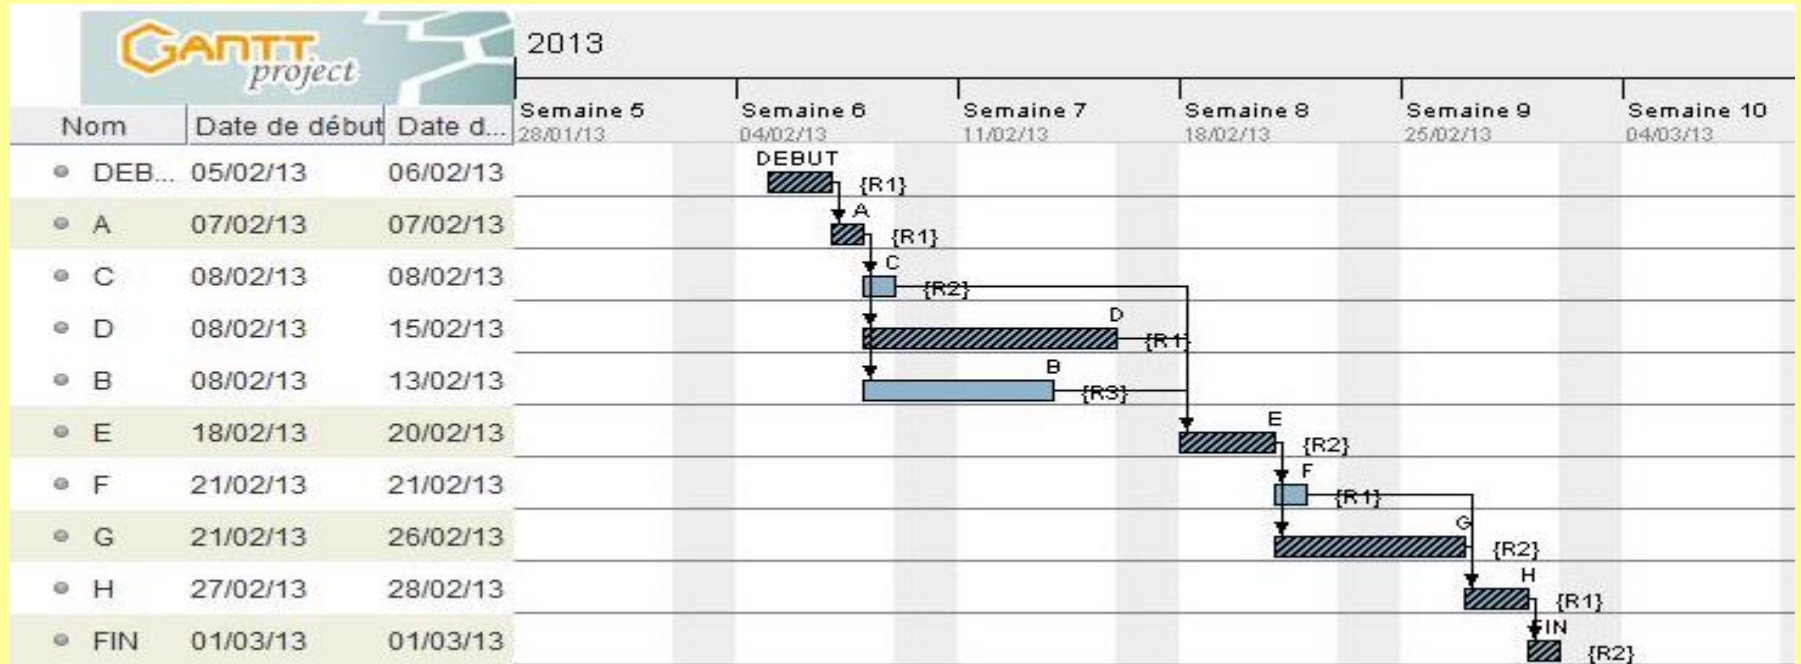 GANTT
project
2013
Semaine 5 Semaine 6 Semaine 7 Semaine 8 Semaine 9 Semaine 10
28/01/13 04/02/13 11/02/13 18/02/13 25/02/13 04/03/13
Nom Date de début Date d...
DEBUT
DEB... 05/02/13 06/02/13 {R1}
A
A 07/02/13 07/02/13 {R1}
C
C 08/02/13 08/02/13 {R2}
D
D 08/02/13 15/02/13 {R1}
B
B 08/02/13 13/02/13 {R3}
E
E 18/02/13 20/02/13 {R2}
F
F 21/02/13 21/02/13 {R1}
G
G 21/02/13 26/02/13 {R2}
H
H 27/02/13 28/02/13 {R1}
FIN
FIN 01/03/13 01/03/13 {R2}